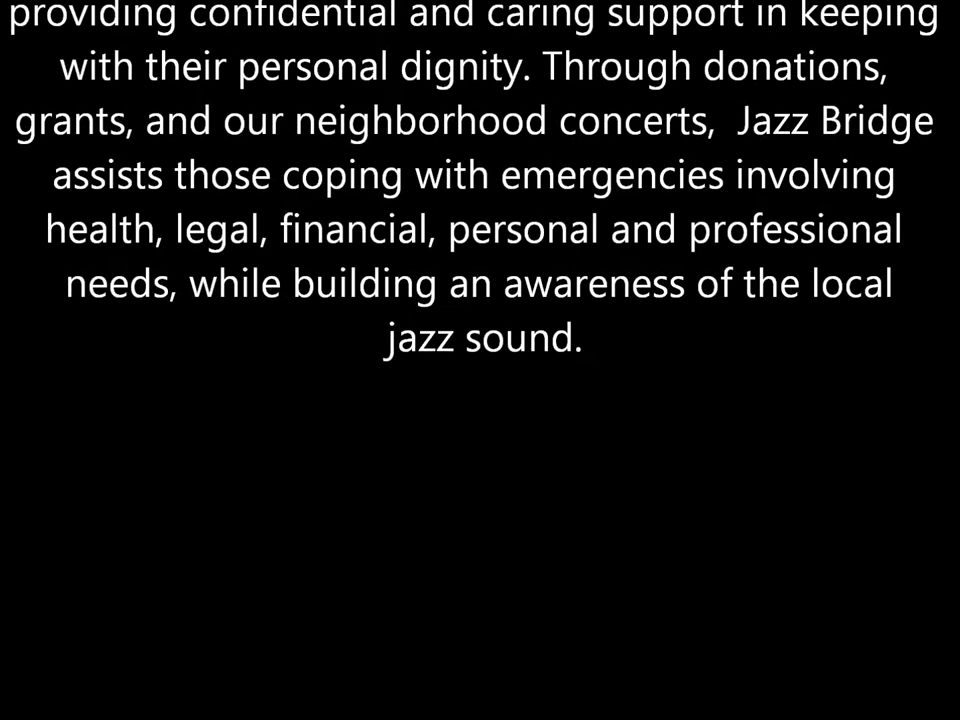 providing confidential and caring support in keeping
with their personal dignity. Through donations,
grants, and our neighborhood concerts,  Jazz Bridge
assists those coping with emergencies involving
health, legal, financial, personal and professional
needs, while building an awareness of the local
jazz sound.